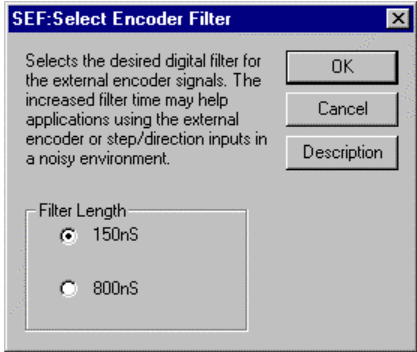 SEF:Select Encoder Filter
Selects the desired digital filter for
the external encoder signals. The
increased filter time may help
applications using the external
encoder or step/direction inputs in
a noisy environment.
OK
Cancel
Description
Filter Length
150nS
800nS